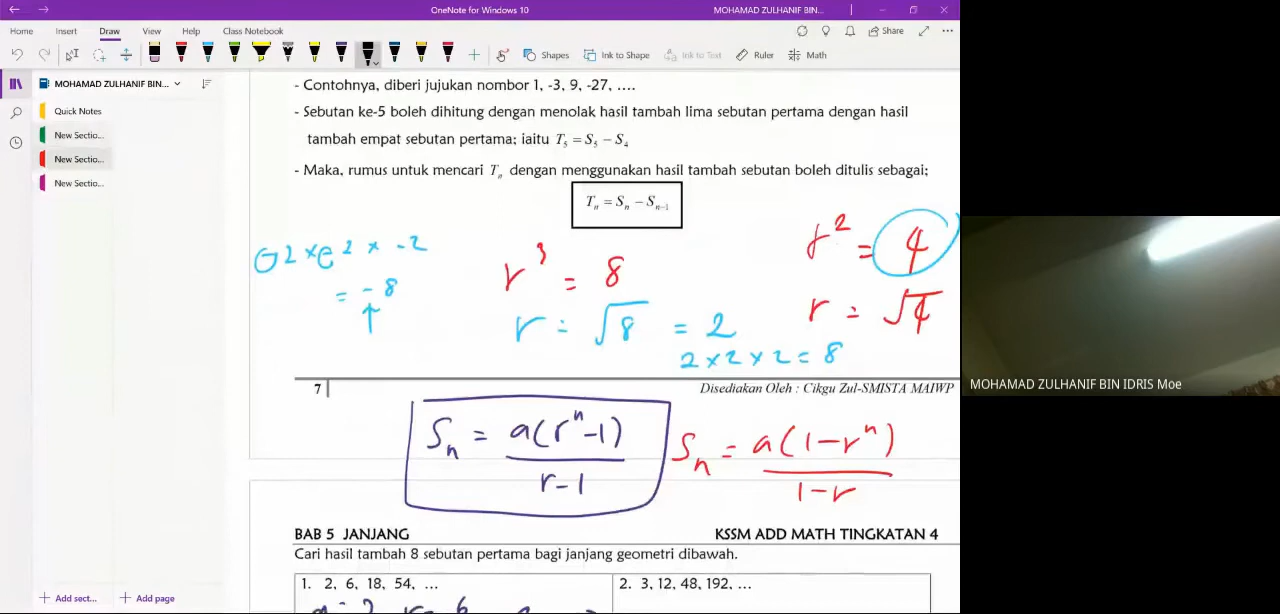 OneNote for Windows 10
MOHAMAD ZULHANIF BIN...
Home Insert Draw View Help Class Notebook
Share
Shapes Ink to Shape Ink to Text Ruler Math
MOHAMAD ZULHANIF BIN...
Quick Notes
New Sectio...
New Sectio...
New Sectio...
- Contohnya, diberi jujukan nombor 1, -3, 9, -27, ....
- Sebutan ke-5 boleh dihitung dengan menolak hasil tambah lima sebutan pertama dengan hasil
tambah empat sebutan pertama; iaitu T₅ = S₅ − S₄
- Maka, rumus untuk mencari Tₙ dengan menggunakan hasil tambah sebutan boleh ditulis sebagai;
Tₙ = Sₙ − Sₙ₋₁
-2 × -2 × -2
= -8
↑
r³ = 8
r = √8 = 2
2 × 2 × 2 = 8
r² = 4
r = √4
7
Disediakan Oleh : Cikgu Zul-SMISTA MAIWP
Sₙ = a(rⁿ-1)
r-1
Sₙ = a(1-rⁿ)
1-r
BAB 5 JANJANG
KSSM ADD MATH TINGKATAN 4
Cari hasil tambah 8 sebutan pertama bagi janjang geometri dibawah.
1. 2, 6, 18, 54, ...
2. 3, 12, 48, 192, ...
+ Add sect...
+ Add page
MOHAMAD ZULHANIF BIN IDRIS Moe